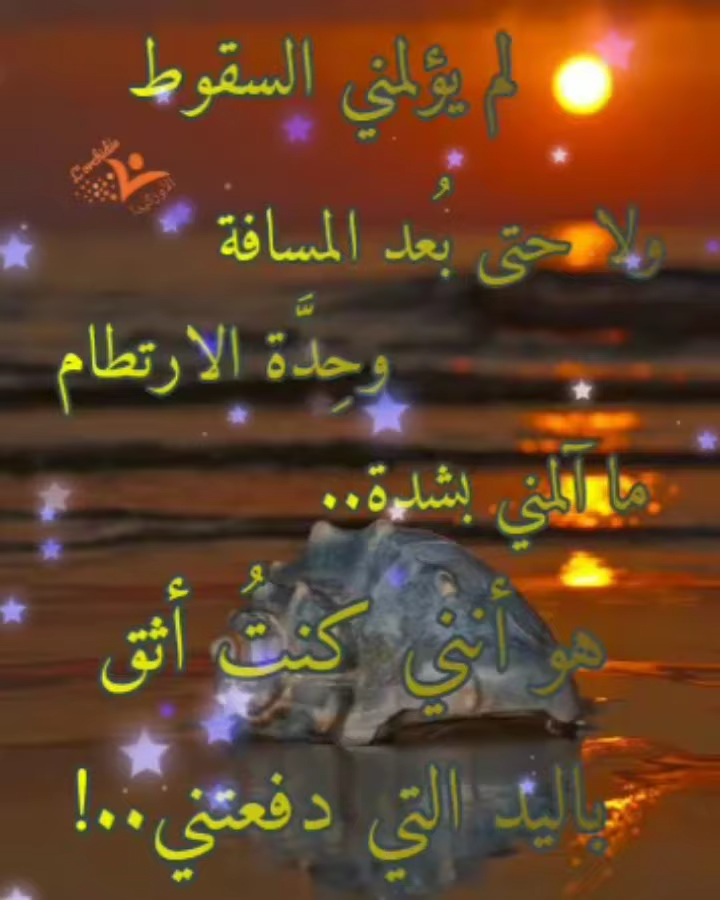 لم يؤلمني السقوط
ولا حتى بُعد المسافة
وحِدَّة الارتطام
ما آلمني بشدة..
هو أنني كنتُ أثق
باليد التي دفعتني..!